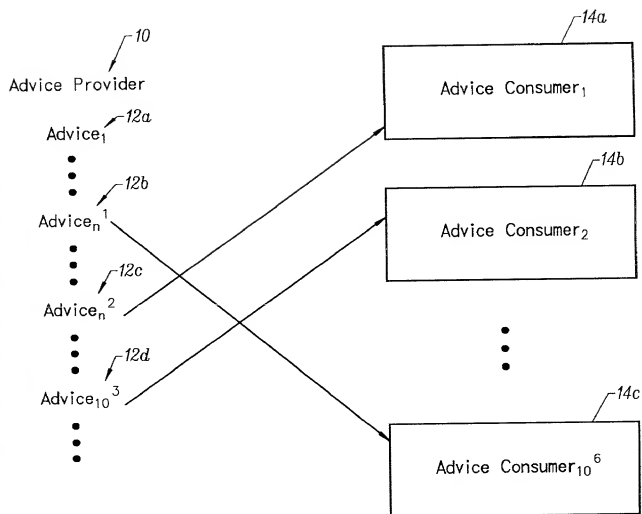 10
Advice Provider
12a
Advice₁
12b
Adviceₙ¹
12c
Adviceₙ²
12d
Advice₁₀³
14a
Advice Consumer₁
14b
Advice Consumer₂
14c
Advice Consumer₁₀⁶